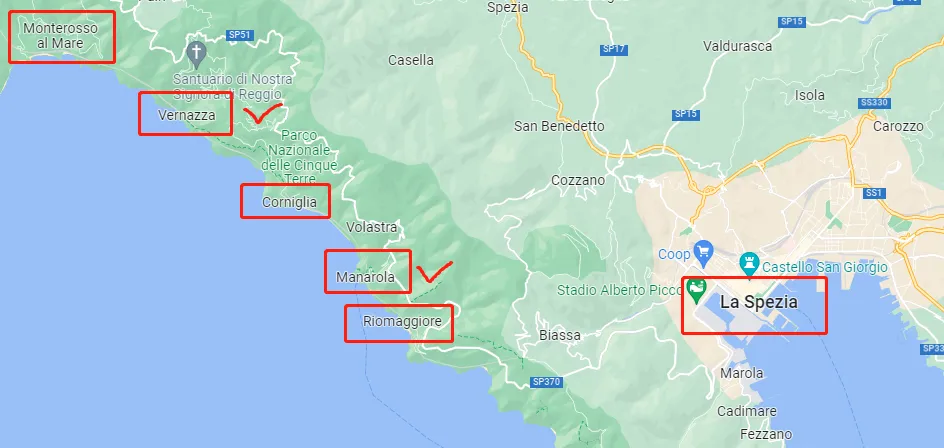 Spezia
SP15
Monterosso
al Mare
SP51
SP17
Valdurasca
Casella
Santuario di Nostra
Signora di Reggio
Isola
SS330
Vernazza
SP15
San Benedetto
Carozzo
Parco
Nazionale
delle Cinque
Terre
Cozzano
SS1
Corniglia
Volastra
Coop
Castello San Giorgio
Manarola
Stadio Alberto Picco
La Spezia
Riomaggiore
Biassa
SP33
Marola
SP370
Cadimare
Fezzano